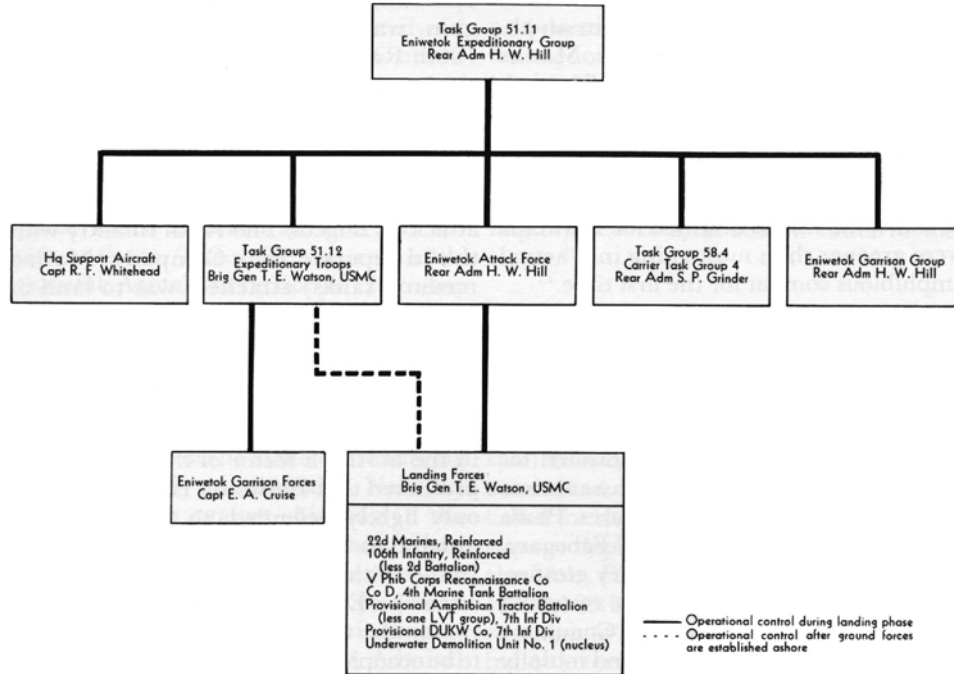 Task Group 51.11
Eniwetok Expeditionary Group
Rear Adm H. W. Hill
Hq Support Aircraft
Capt R. F. Whitehead
Task Group 51.12
Expeditionary Troops
Brig Gen T. E. Watson, USMC
Eniwetok Attack Force
Rear Adm H. W. Hill
Task Group 58.4
Carrier Task Group 4
Rear Adm S. P. Grinder
Eniwetok Garrison Group
Rear Adm H. W. Hill
Eniwetok Garrison Forces
Capt E. A. Cruise
Landing Forces
Brig Gen T. E. Watson, USMC
22d Marines, Reinforced
106th Infantry, Reinforced
(less 2d Battalion)
V Phib Corps Reconnaissance Co
Co D, 4th Marine Tank Battalion
Provisional Amphibian Tractor Battalion
(less one LVT group), 7th Inf Div
Provisional DUKW Co, 7th Inf Div
Underwater Demolition Unit No. 1 (nucleus)
Operational control during landing phase
Operational control after ground forces
are established ashore